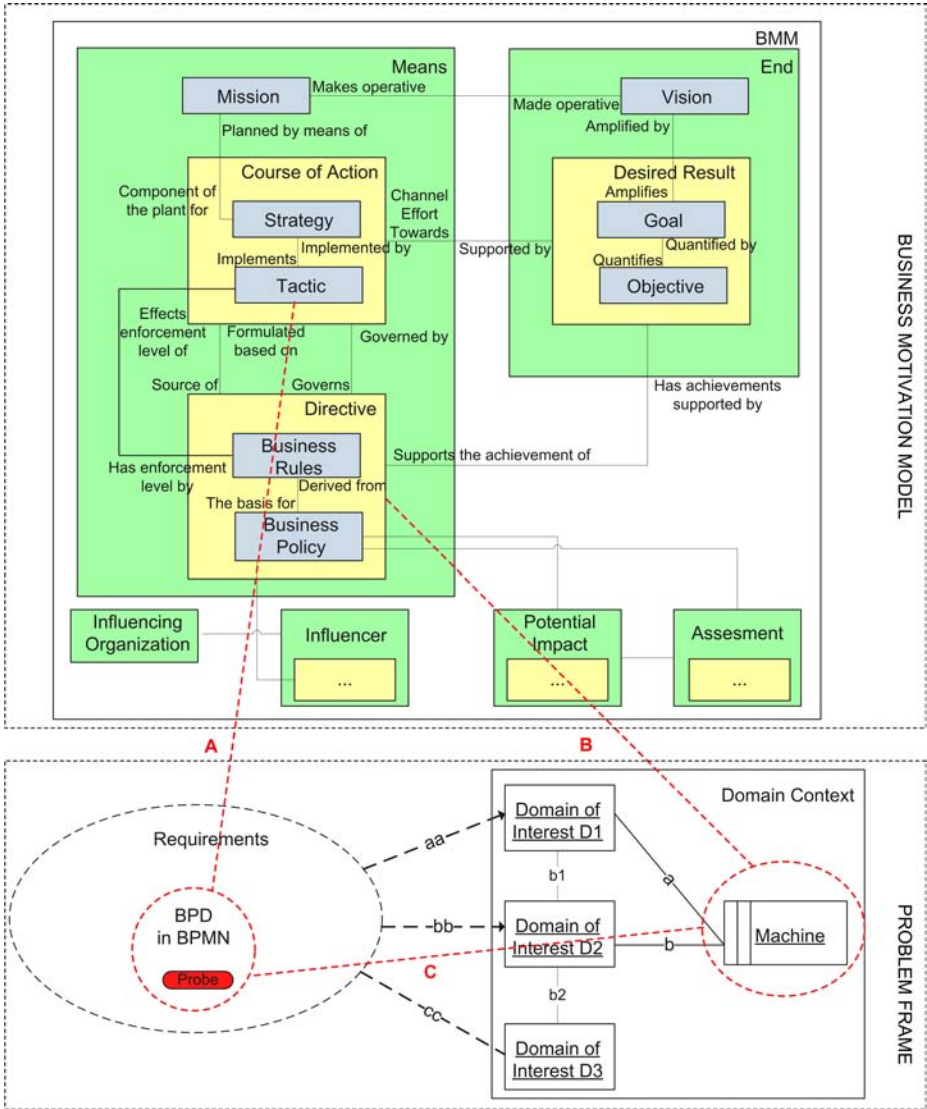 BMM
Means
End
Mission
Makes operative
Made operative
Vision
Planned by means of
Amplified by
Course of Action
Desired Result
Component of
the plant for
Channel
Effort
Towards
Amplifies
Strategy
Goal
Implemented by
Supported by
Quantified by
Implements
Quantifies
Tactic
Objective
Effects
enforcement
level of
Formulated
based on
Governed by
Source of
Governs
Has achievements
supported by
Directive
Business
Rules
Supports the achievement of
Has enforcement
level by
Derived from
The basis for
Business
Policy
Influencing
Organization
Influencer
...
Potential
Impact
...
Assesment
...
BUSINESS MOTIVATION MODEL
A
B
Domain Context
Requirements
Domain of
Interest D1
aa
a
b1
BPD
in BPMN
Probe
bb
Domain of
Interest D2
b
Machine
C
b2
cc
Domain of
Interest D3
PROBLEM FRAME